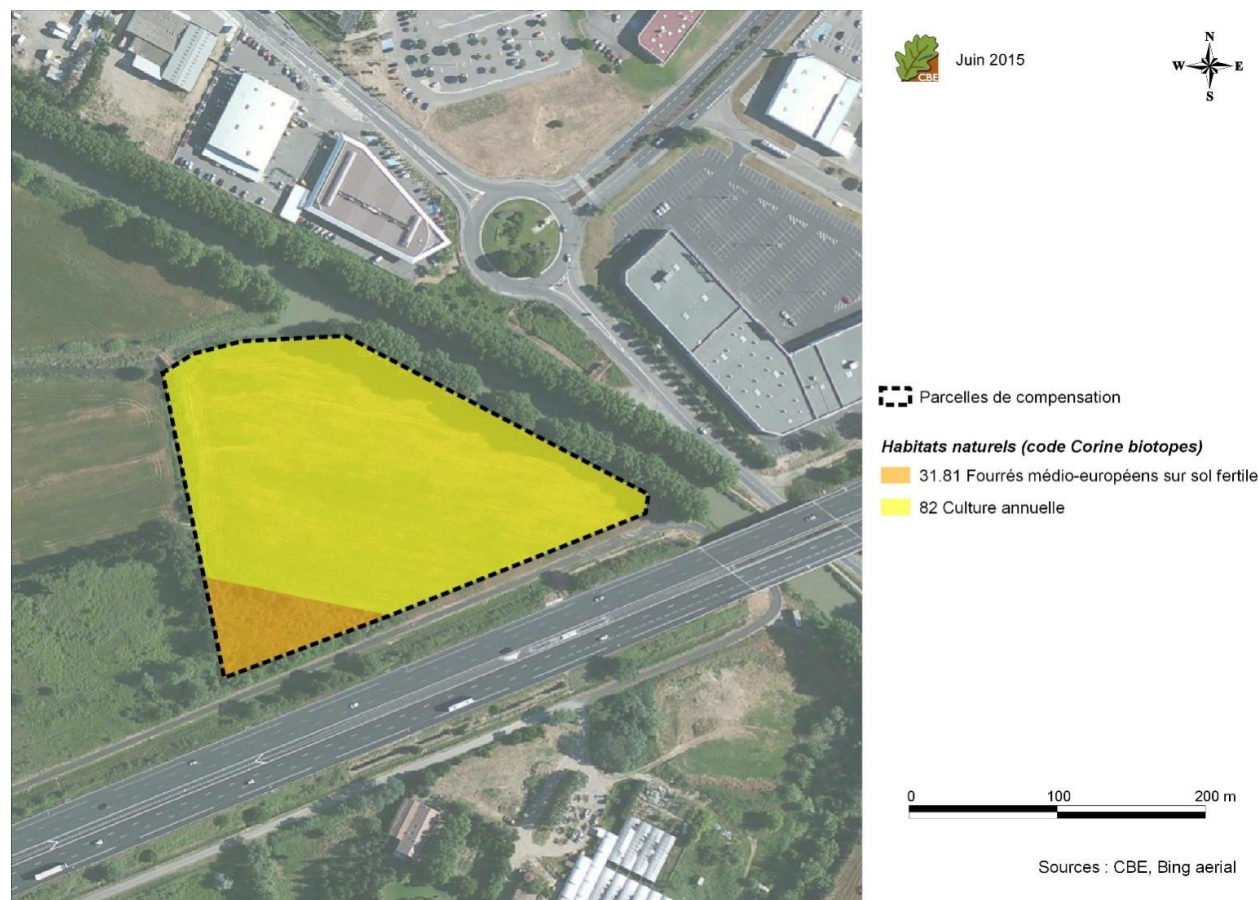 CBE
Juin 2015
N
W E
S
Parcelles de compensation
Habitats naturels (code Corine biotopes)
31.81 Fourrés médio-européens sur sol fertile
82 Culture annuelle
0 100 200 m
Sources : CBE, Bing aerial